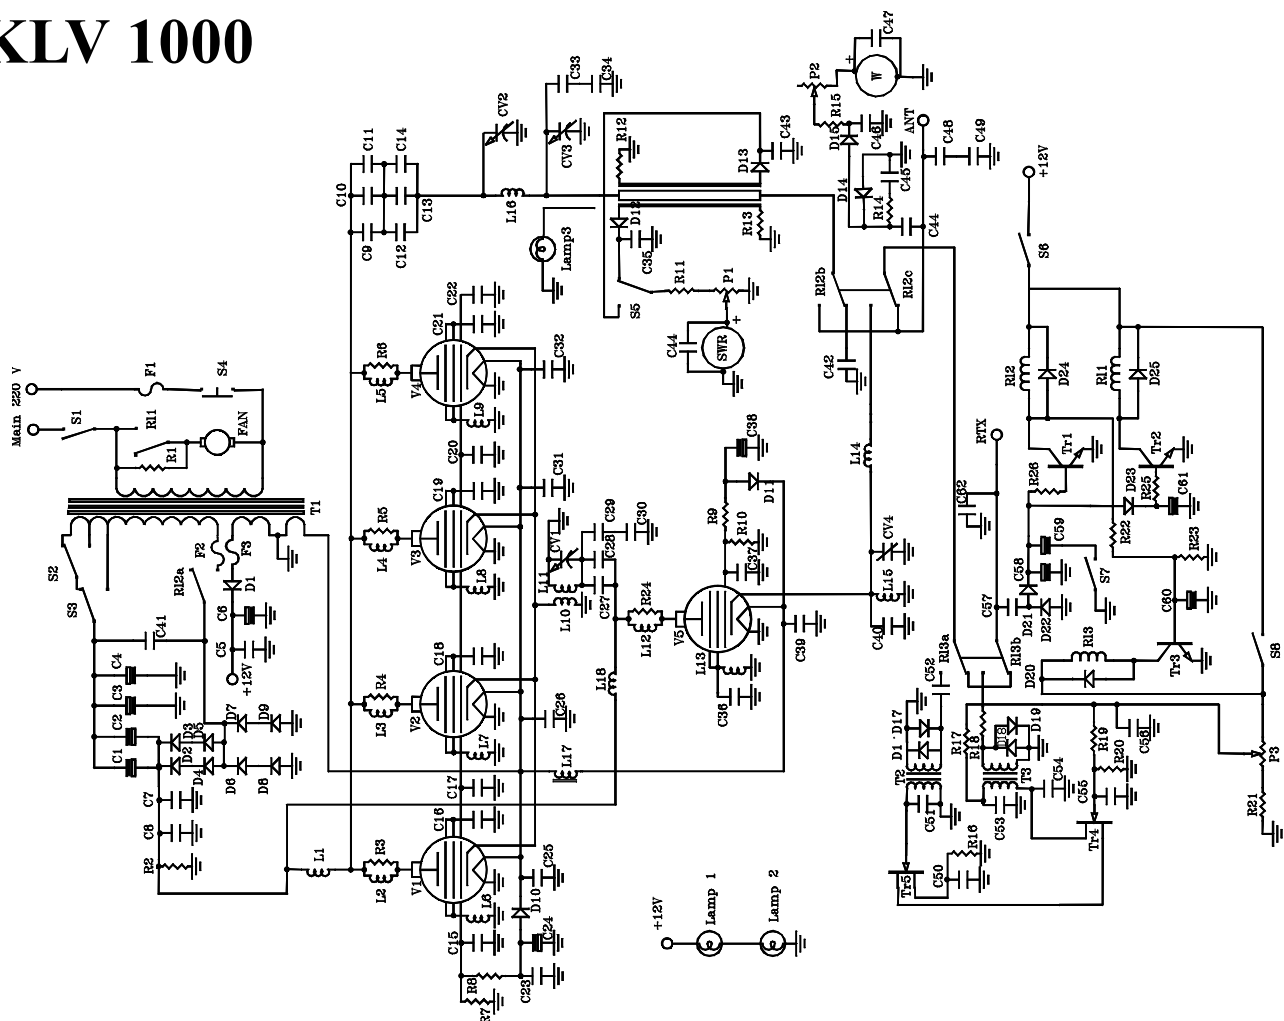 KLV 1000
Main 220 V
S1
F1
S4
Rl1
R1
FAN
T1
S2
S3
F2
F3
Rl2a
D1
C6
C5
+12V
C41
C4
C3
C2
C1
D3
D5
D7
D9
D2
D4
D6
D8
C7
C8
R2
L1
C9
C10
C11
C12
C13
C14
CV2
L16
C33
C34
CV3
Lamp3
R12
D12
C35
S5
R11
P1
C44
SWR
+
D13
C43
R13
P2
R15
+
W
C47
D15
C46
D14
R14
C45
C44
ANT
C48
C49
Rl2b
Rl2c
C42
L14
+12V
S6
Rl2
D24
Rl1
D25
Tr1
Tr2
R26
D23
R25
C61
R22
R23
RTX
C62
C59
C58
S7
C57
D21
D22
C60
Tr3
Rl3
D20
S8
Rl3a
Rl3b
R6
L5
V4
C21
C22
L9
C32
C20
C19
R5
L4
V3
L8
C31
R4
L3
V2
C18
L7
C26
C17
C16
R3
L2
V1
L6
C25
D10
C24
C15
R8
R7
C23
L17
L11
CV1
L10
C29
C28
C30
C27
R24
L12
L18
V5
L13
C36
C37
R10
R9
C38
D11
C39
C40
L15
CV4
C52
D17
D1
T2
C51
R17
R18
D18
D19
T3
C53
C54
R19
R20
C56
C55
Tr4
Tr5
C50
R16
P3
R21
+12V
Lamp 1
Lamp 2